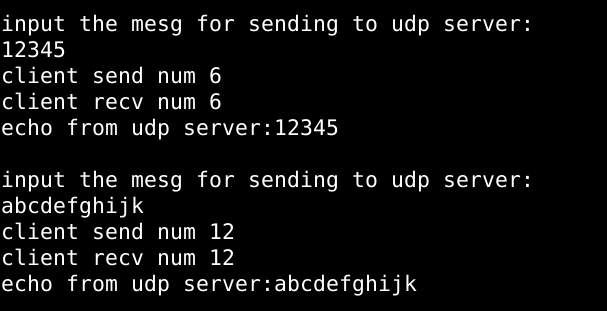 input the mesg for sending to udp server:
12345
client send num 6
client recv num 6
echo from udp server:12345
input the mesg for sending to udp server:
abcdefghijk
client send num 12
client recv num 12
echo from udp server:abcdefghijk